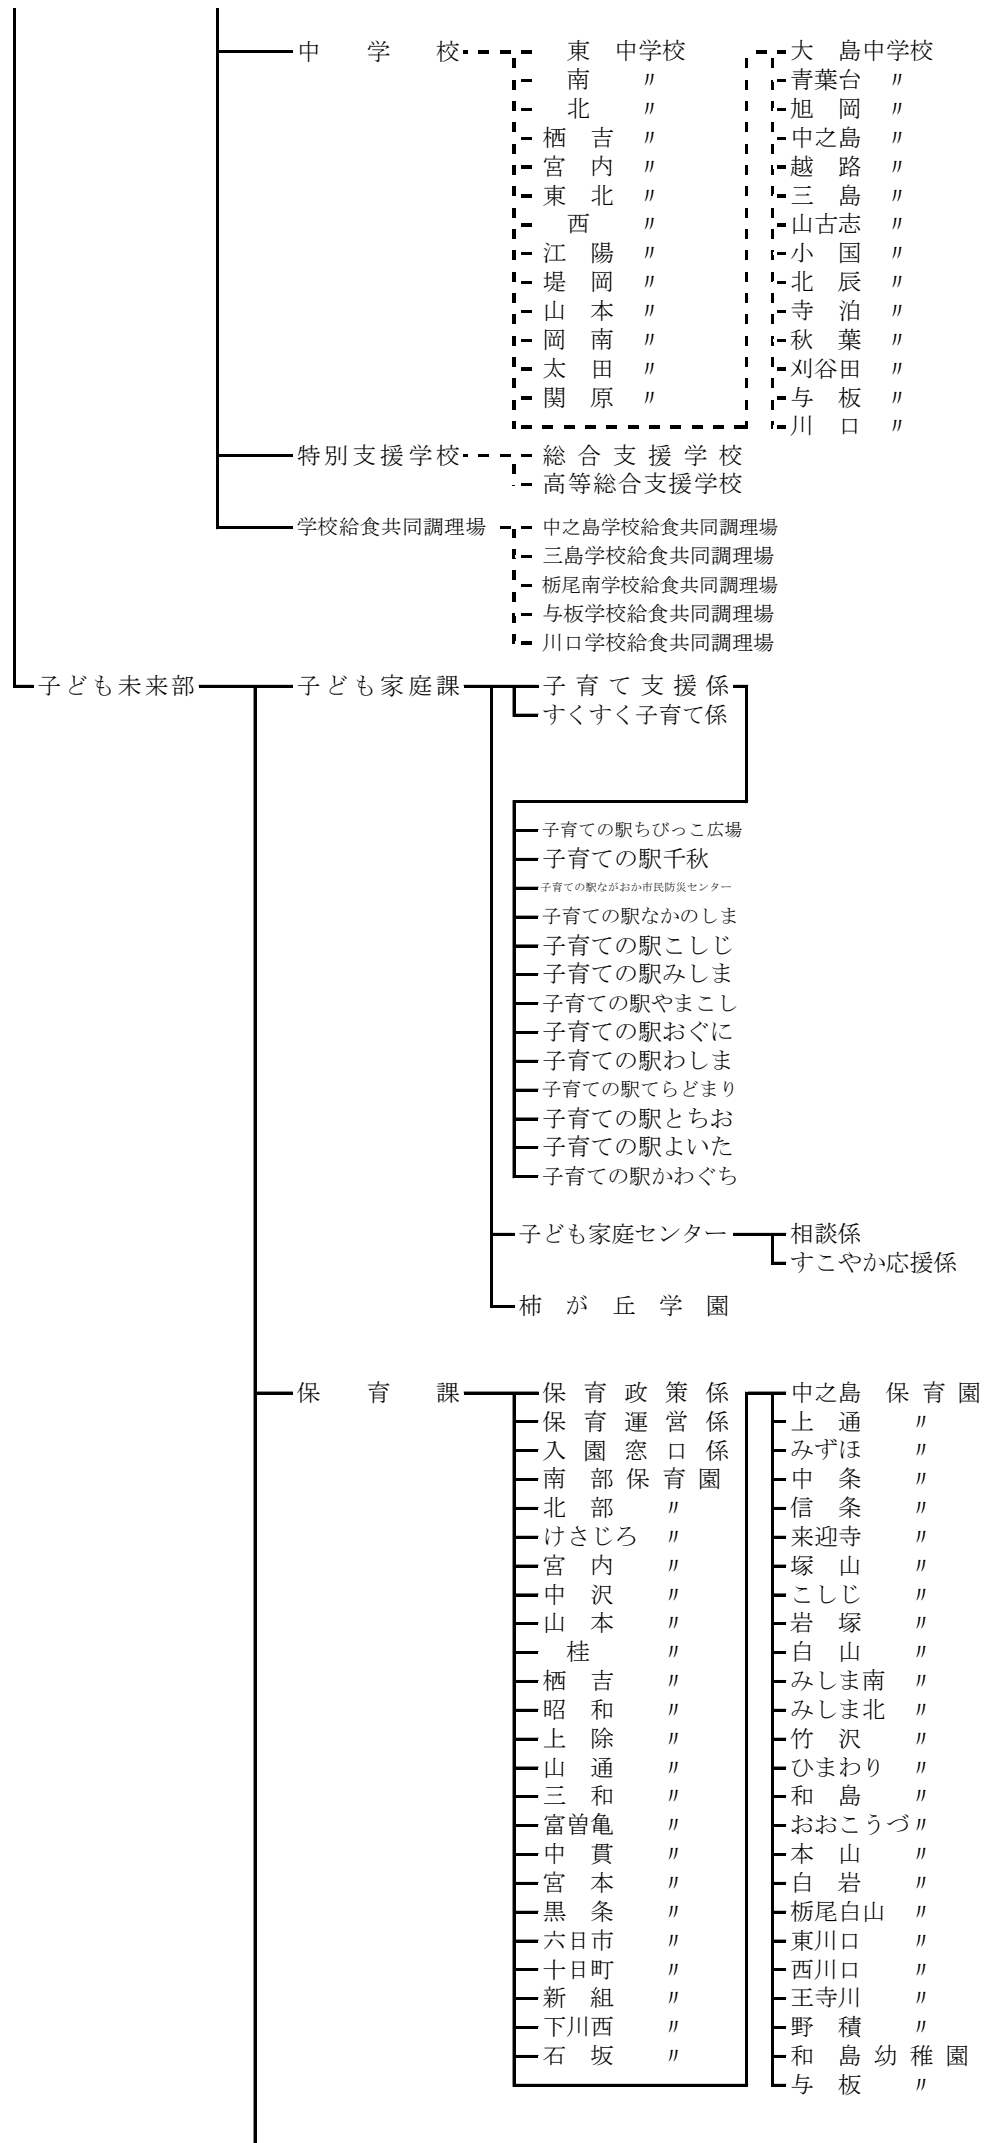 中学校 東中学校 大島中学校
南 〃 青葉台 〃
北 〃 旭岡 〃
栖吉 〃 中之島 〃
宮内 〃 越路 〃
東北 〃 三島 〃
西 〃 山古志 〃
江陽 〃 小国 〃
堤岡 〃 北辰 〃
山本 〃 寺泊 〃
岡南 〃 秋葉 〃
太田 〃 刈谷田 〃
関原 〃 与板 〃
川口 〃
特別支援学校 総合支援学校
高等総合支援学校
学校給食共同調理場 中之島学校給食共同調理場
三島学校給食共同調理場
栃尾南学校給食共同調理場
与板学校給食共同調理場
川口学校給食共同調理場
子ども未来部 子ども家庭課 子育て支援係
すくすく子育て係
子育ての駅ちびっこ広場
子育ての駅千秋
子育ての駅ながおか市民防災センター
子育ての駅なかのしま
子育ての駅こしじ
子育ての駅みしま
子育ての駅やまこし
子育ての駅おぐに
子育ての駅わしま
子育ての駅てらどまり
子育ての駅とちお
子育ての駅よいた
子育ての駅かわぐち
子ども家庭センター 相談係
すこやか応援係
柿が丘学園
保育課 保育政策係 中之島保育園
保育運営係 上通 〃
入園窓口係 みずほ 〃
南部保育園 中条 〃
北部 〃 信条 〃
けさじろ 〃 来迎寺 〃
宮内 〃 塚山 〃
中沢 〃 こしじ 〃
山本 〃 岩塚 〃
桂 〃 白山 〃
栖吉 〃 みしま南 〃
昭和 〃 みしま北 〃
上除 〃 竹沢 〃
山通 〃 ひまわり 〃
三和 〃 和島 〃
富曽亀 〃 おおこうづ 〃
中貫 〃 本山 〃
宮本 〃 白岩 〃
黒条 〃 栃尾白山 〃
六日市 〃 東川口 〃
十日町 〃 西川口 〃
新組 〃 王寺川 〃
下川西 〃 野積 〃
石坂 〃 和島幼稚園
与板 〃